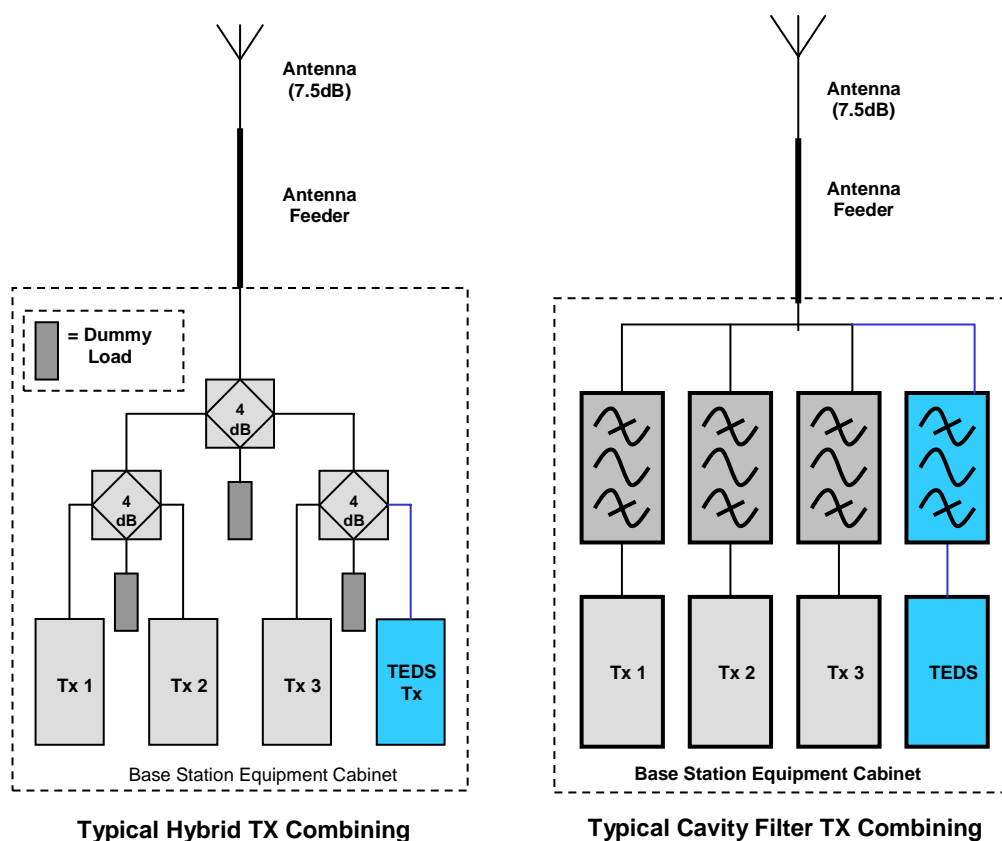 Antenna
(7.5dB)
Antenna
Feeder
= Dummy
Load
4
dB
4
dB
4
dB
Tx 1
Tx 2
Tx 3
TEDS
Tx
Base Station Equipment Cabinet
Typical Hybrid TX Combining
Antenna
(7.5dB)
Antenna
Feeder
Tx 1
Tx 2
Tx 3
TEDS
Base Station Equipment Cabinet
Typical Cavity Filter TX Combining